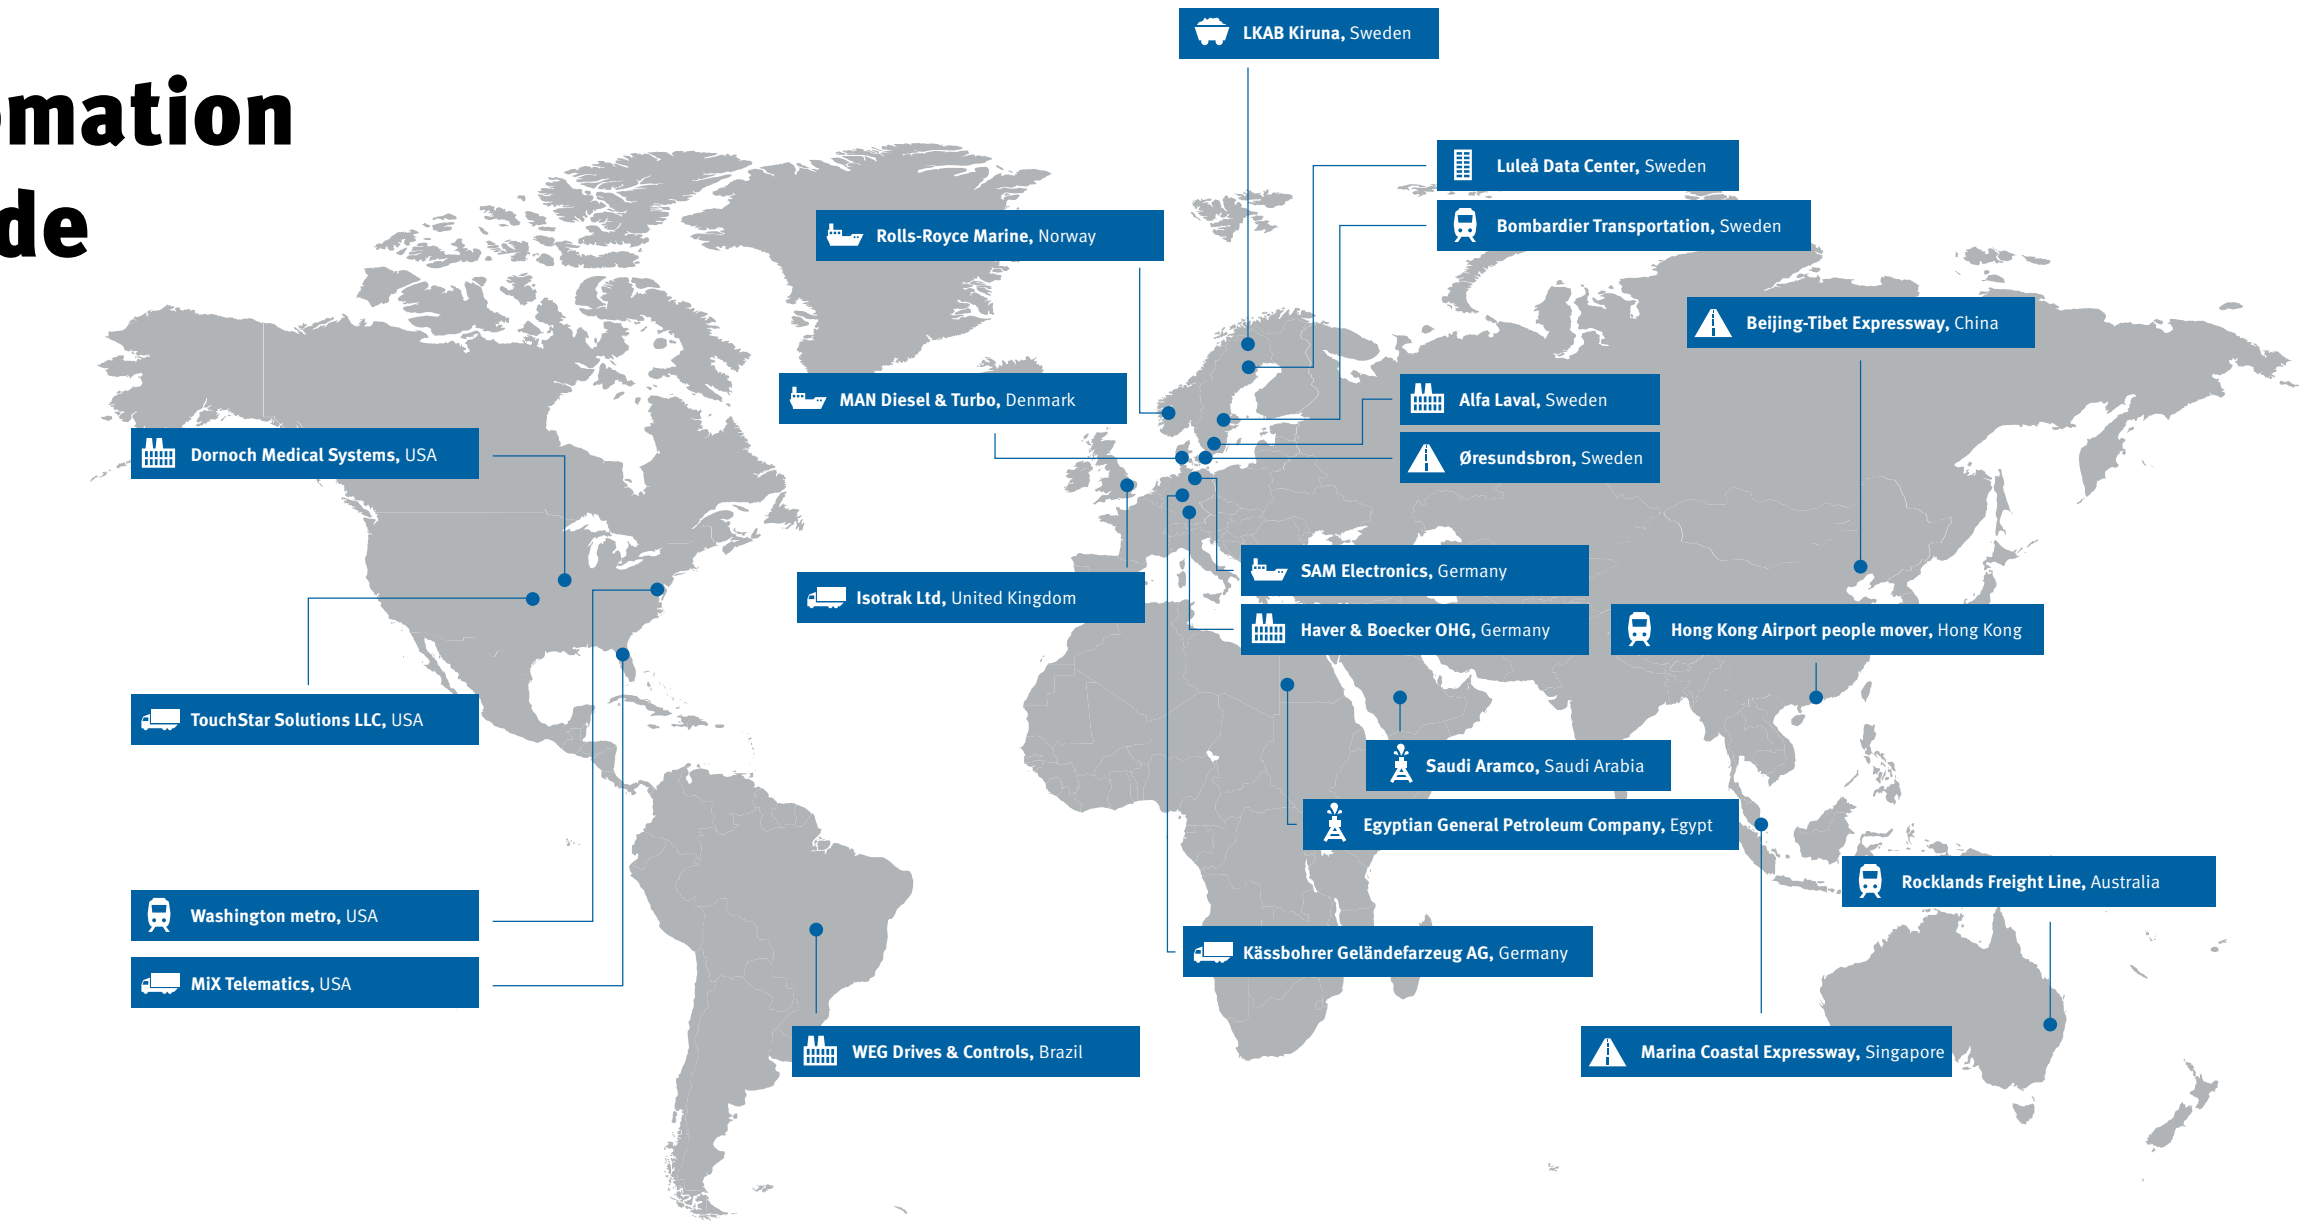 omation
de
LKAB Kiruna, Sweden
Luleå Data Center, Sweden
Rolls-Royce Marine, Norway
Bombardier Transportation, Sweden
Beijing-Tibet Expressway, China
MAN Diesel & Turbo, Denmark
Alfa Laval, Sweden
Dornoch Medical Systems, USA
Øresundsbron, Sweden
SAM Electronics, Germany
Isotrak Ltd, United Kingdom
Haver & Boecker OHG, Germany
Hong Kong Airport people mover, Hong Kong
TouchStar Solutions LLC, USA
Saudi Aramco, Saudi Arabia
Egyptian General Petroleum Company, Egypt
Rocklands Freight Line, Australia
Washington metro, USA
Kässbohrer Geländefarzeug AG, Germany
MiX Telematics, USA
WEG Drives & Controls, Brazil
Marina Coastal Expressway, Singapore